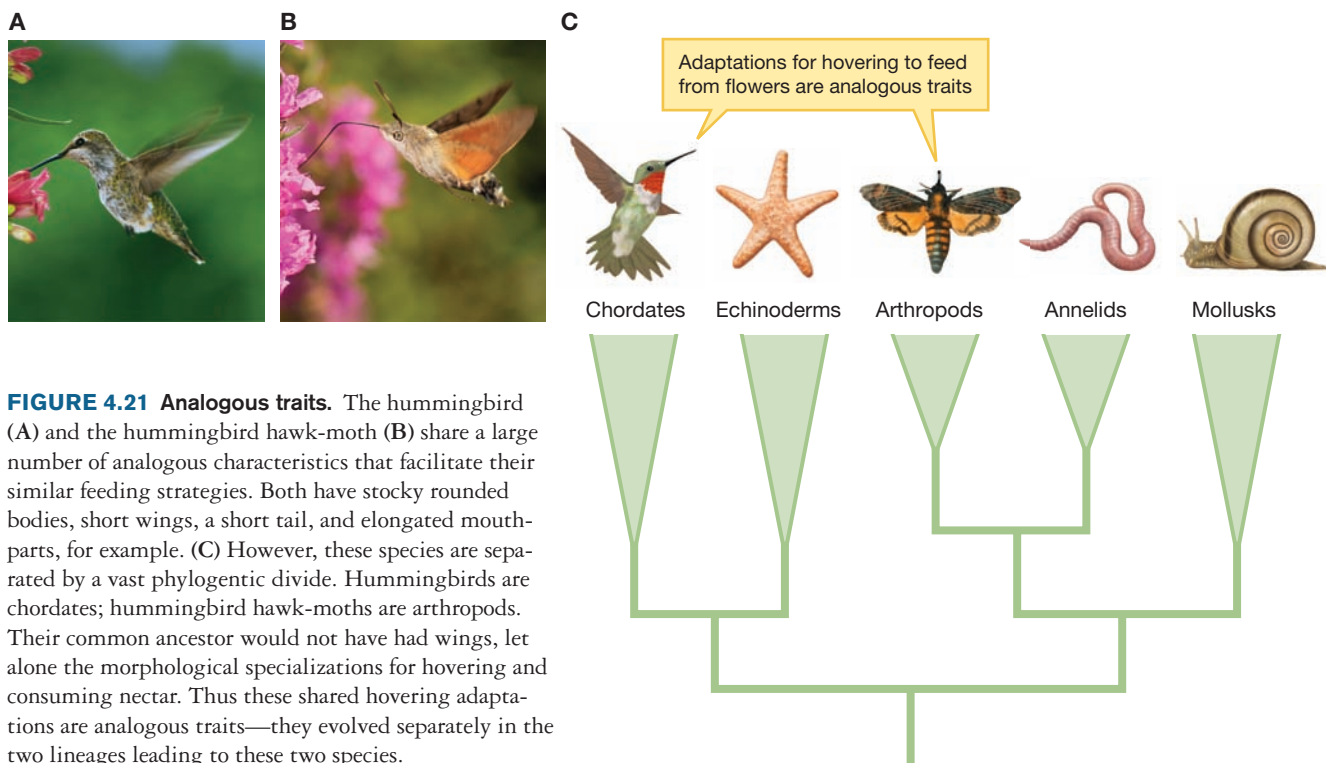 A
B
C
Adaptations for hovering to feed
from flowers are analogous traits
Chordates
Echinoderms
Arthropods
Annelids
Mollusks
FIGURE 4.21 Analogous traits. The hummingbird
(A) and the hummingbird hawk-moth (B) share a large
number of analogous characteristics that facilitate their
similar feeding strategies. Both have stocky rounded
bodies, short wings, a short tail, and elongated mouth-
parts, for example. (C) However, these species are sepa-
rated by a vast phylogentic divide. Hummingbirds are
chordates; hummingbird hawk-moths are arthropods.
Their common ancestor would not have had wings, let
alone the morphological specializations for hovering and
consuming nectar. Thus these shared hovering adapta-
tions are analogous traits—they evolved separately in the
two lineages leading to these two species.